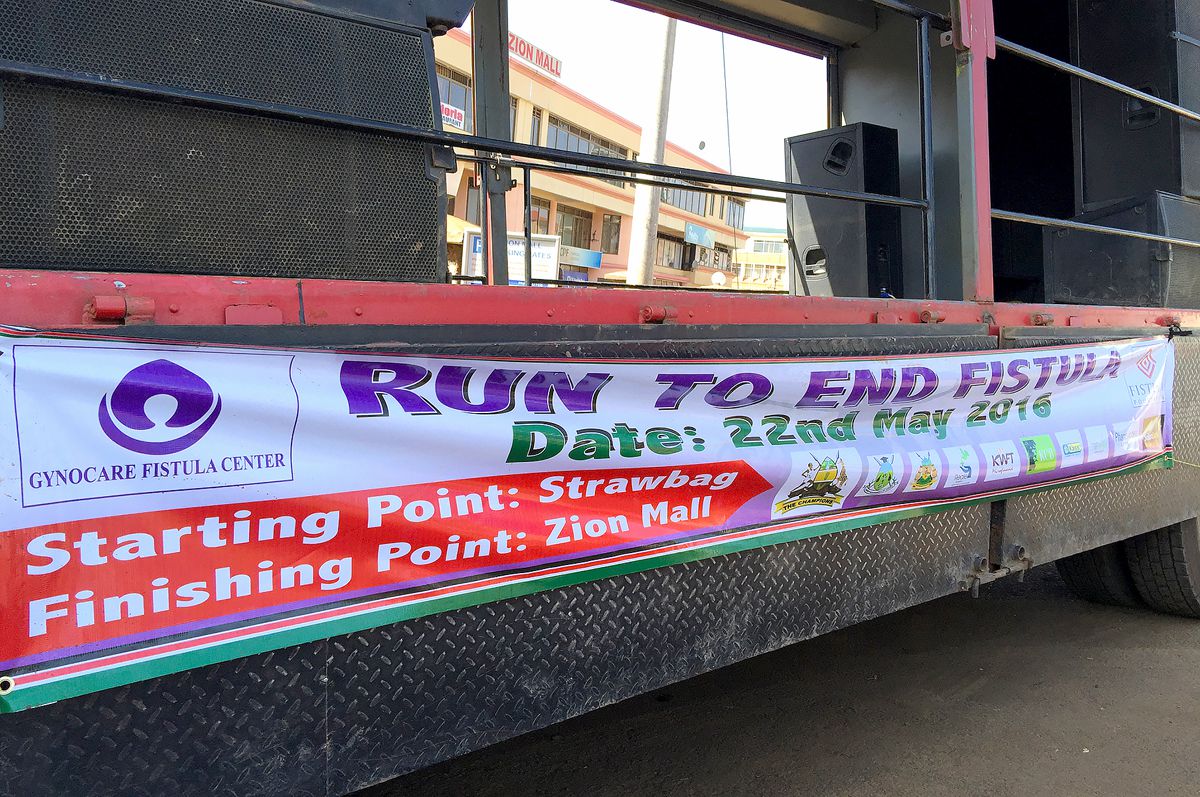 ZION MALL
GYNOCARE FISTULA CENTER
RUN TO END FISTULA
Date: 22nd May 2016
Starting Point: Strawbag
Finishing Point: Zion Mall
THE CHAMPIONS
KWFT